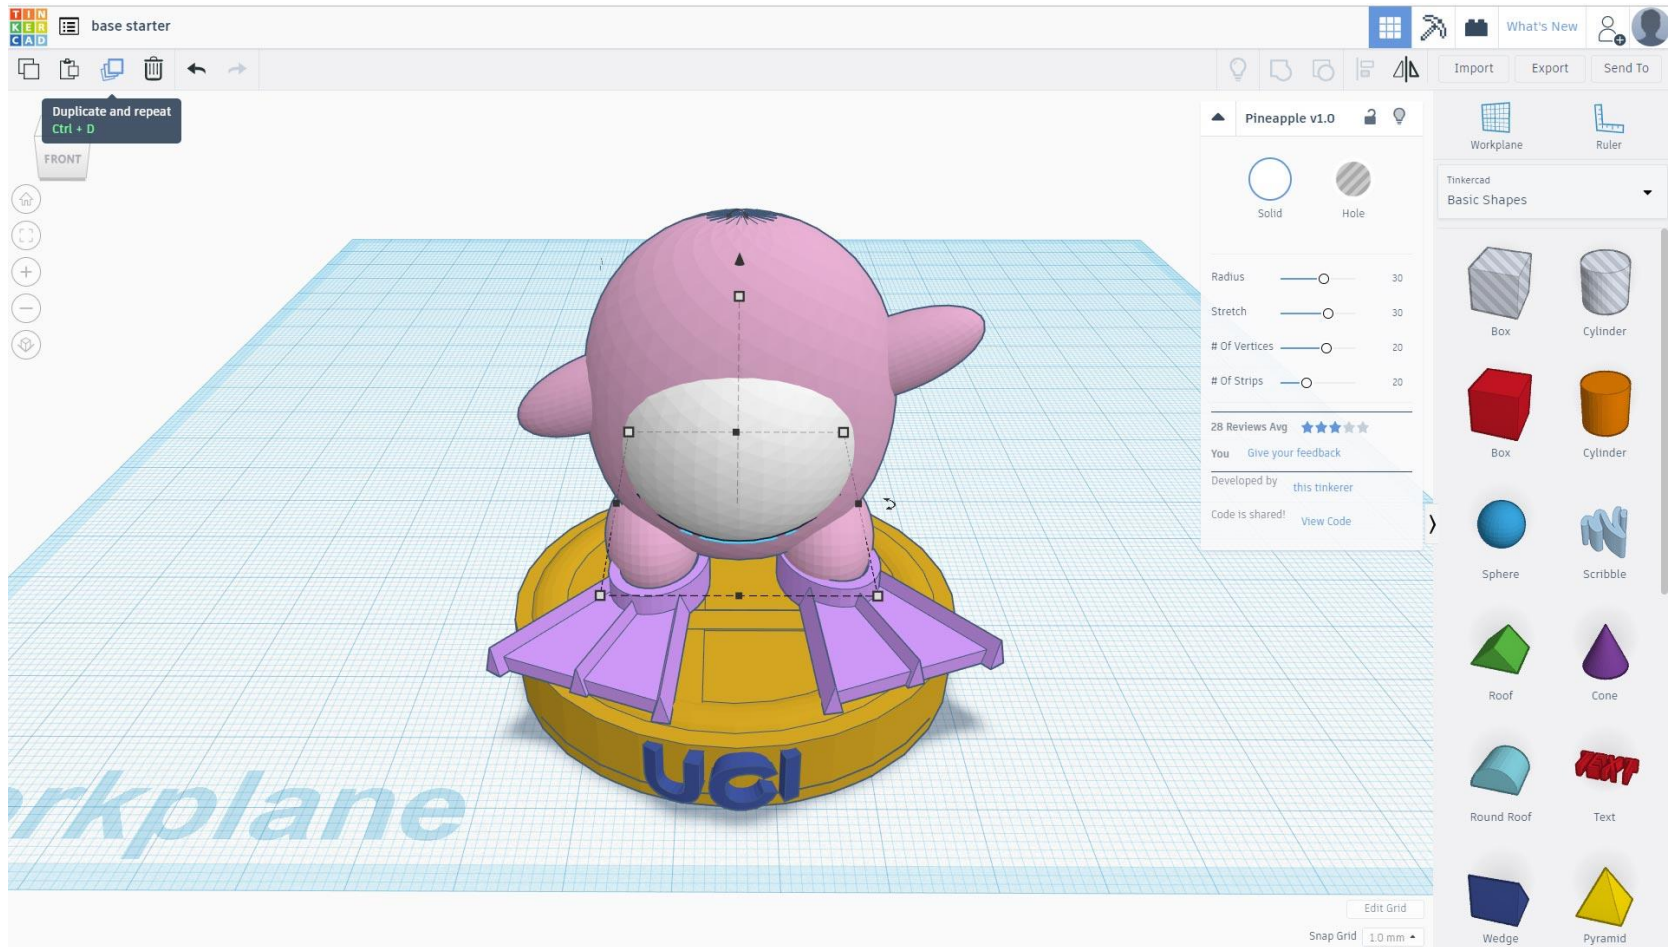 TIN
KER
CAD
base starter
What's New
Import
Export
Send To
Duplicate and repeat
Ctrl + D
FRONT
Pineapple v1.0
Solid
Hole
Radius
30
Stretch
30
# Of Vertices
20
# Of Strips
20
28 Reviews Avg
You
Give your feedback
Developed by
this tinkerer
Code is shared!
View Code
Workplane
Ruler
Tinkercad
Basic Shapes
Box
Cylinder
Box
Cylinder
Sphere
Scribble
Roof
Cone
Round Roof
TEXT
Text
Wedge
Pyramid
UCI
rkplane
Edit Grid
Snap Grid
1.0 mm